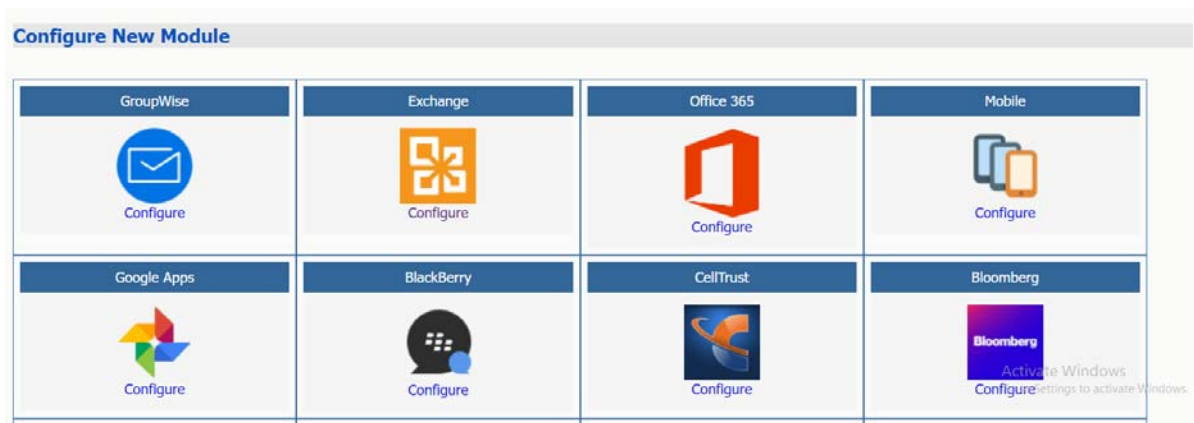 Configure New Module
GroupWise Exchange Office 365 Mobile
Configure Configure Configure Configure
Google Apps BlackBerry CellTrust Bloomberg
Bloomberg
Configure Configure Configure Configure
Activate Windows
Settings to activate Windows.